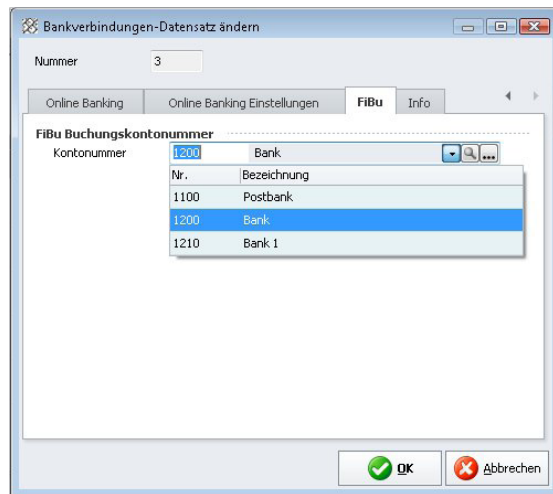 Bankverbindungen-Datensatz ändern
Nummer 3
Online Banking Online Banking Einstellungen FiBu Info
FiBu Buchungskontonummer
Kontonummer 1200 Bank
Nr. Bezeichnung
1100 Postbank
1200 Bank
1210 Bank 1
OK Abbrechen